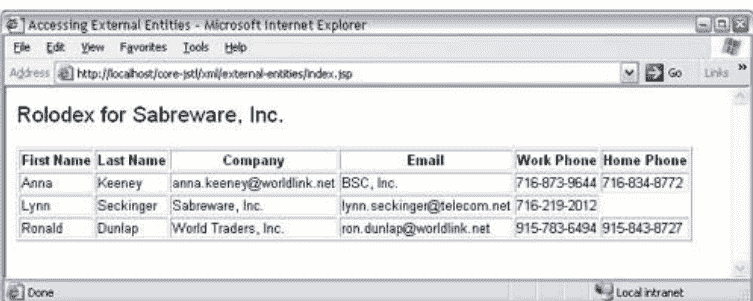 Accessing External Entities - Microsoft Internet Explorer
File Edit View Favorites Tools Help
Address http://localhost/core-jstl/xml/external-entities/index.jsp Go Links »
Rolodex for Sabreware, Inc.
First Name Last Name Company Email Work Phone Home Phone
Anna Keeney anna.keeney@worldlink.net BSC, Inc. 716-873-9644 716-834-8772
Lynn Seckinger Sabreware, Inc. lynn.seckinger@telecom.net 716-219-2012
Ronald Dunlap World Traders, Inc. ron.dunlap@worldlink.net 915-783-6494 915-843-8727
Done Local intranet